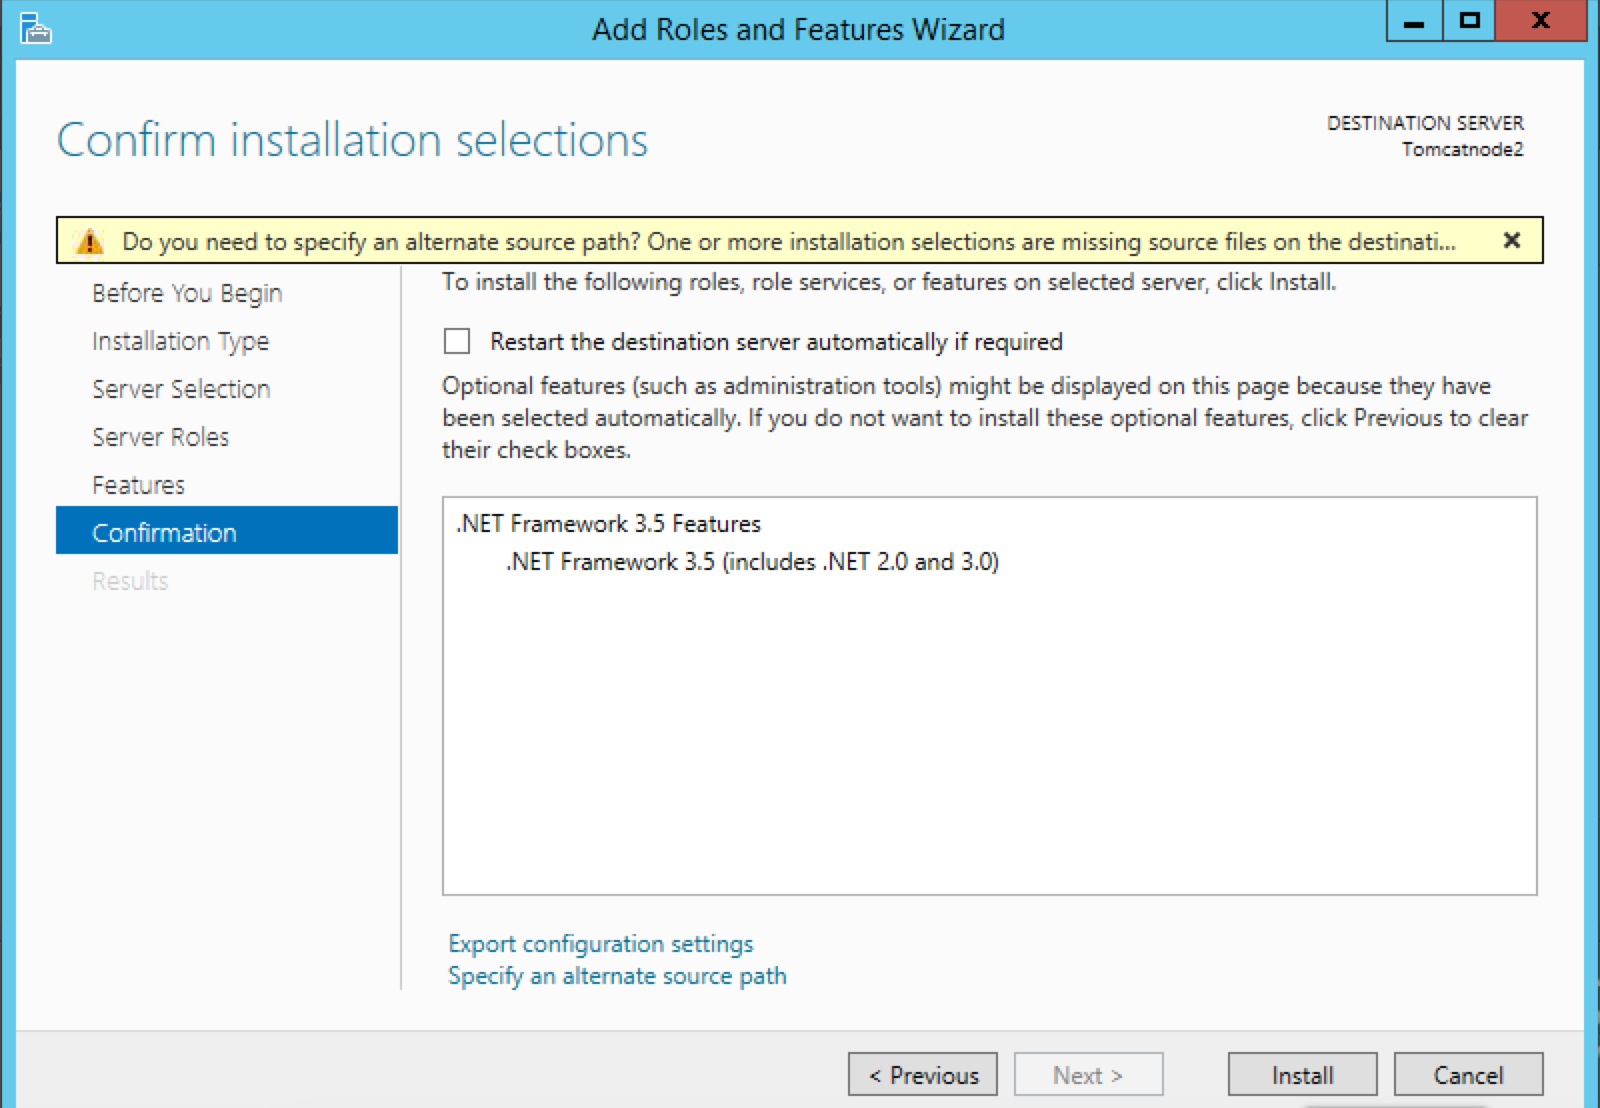 Add Roles and Features Wizard
Confirm installation selections
DESTINATION SERVER
Tomcatnode2
Do you need to specify an alternate source path? One or more installation selections are missing source files on the destinati...
Before You Begin
Installation Type
Server Selection
Server Roles
Features
Confirmation
Results
To install the following roles, role services, or features on selected server, click Install.
Restart the destination server automatically if required
Optional features (such as administration tools) might be displayed on this page because they have
been selected automatically. If you do not want to install these optional features, click Previous to clear
their check boxes.
.NET Framework 3.5 Features
.NET Framework 3.5 (includes .NET 2.0 and 3.0)
Export configuration settings
Specify an alternate source path
< Previous
Next >
Install
Cancel